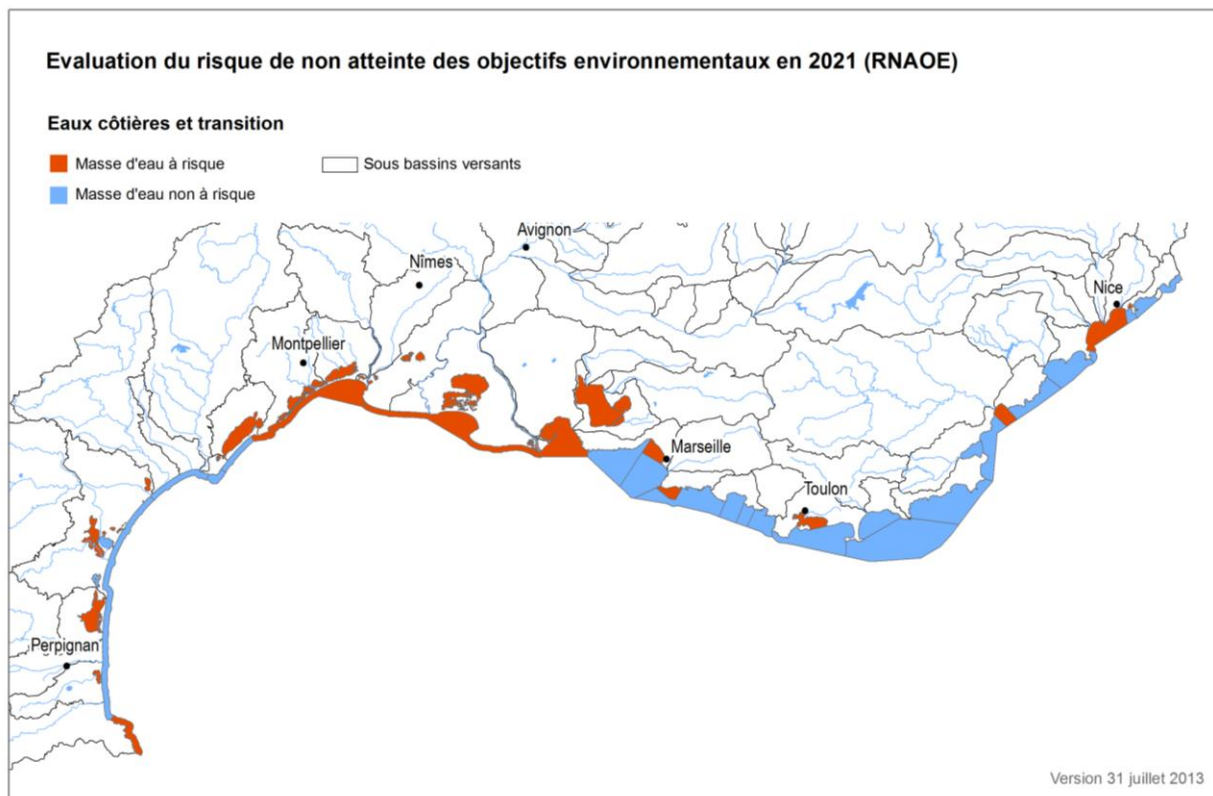 Evaluation du risque de non atteinte des objectifs environnementaux en 2021 (RNAOE)
Eaux côtières et transition
Masse d'eau à risque
Sous bassins versants
Masse d'eau non à risque
Avignon
Nîmes
Nice
Montpellier
Marseille
Toulon
Perpignan
Version 31 juillet 2013